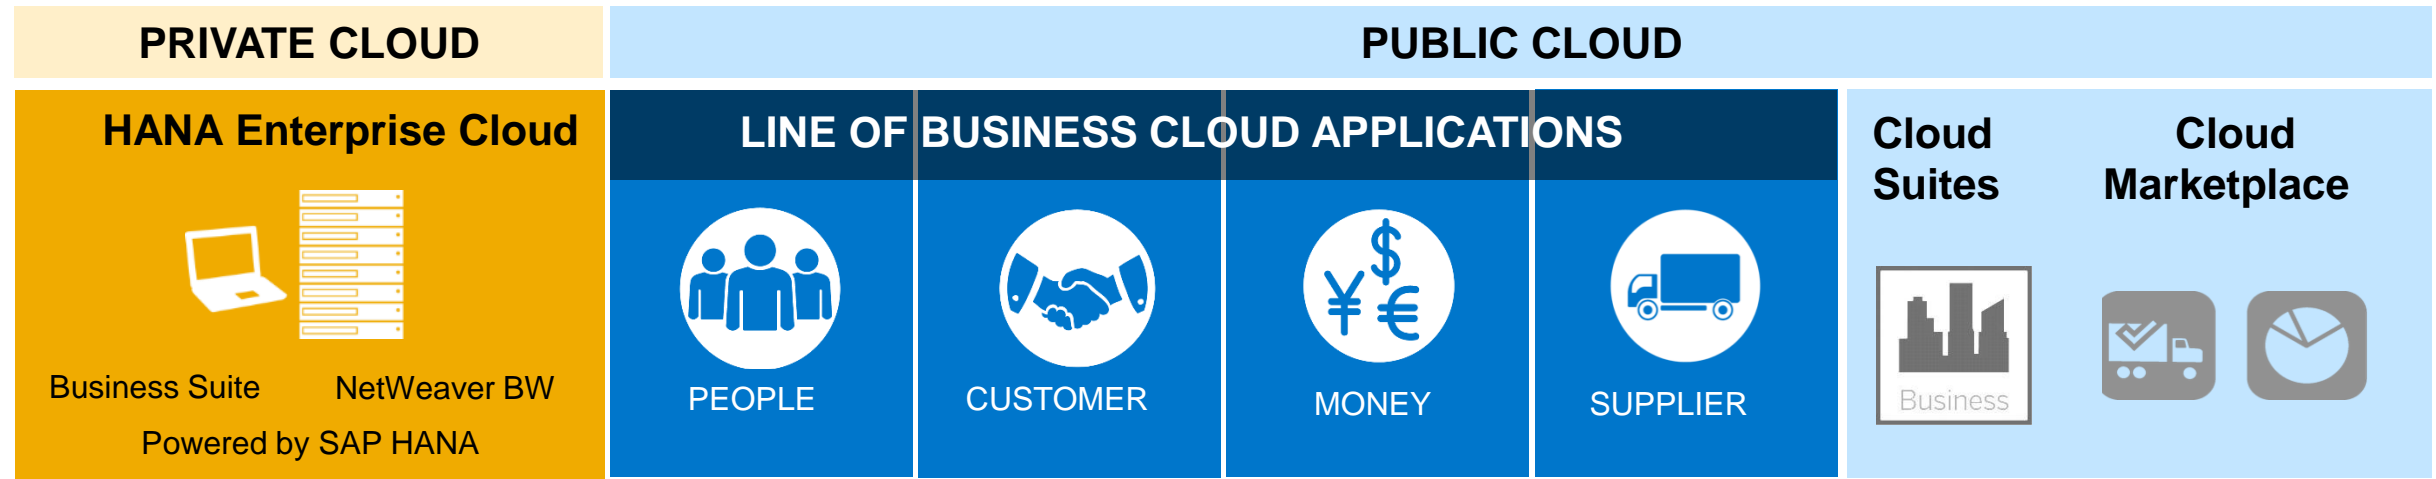 PRIVATE CLOUD
PUBLIC CLOUD
HANA Enterprise Cloud
Business Suite NetWeaver BW
Powered by SAP HANA
LINE OF BUSINESS CLOUD APPLICATIONS
PEOPLE
CUSTOMER
MONEY
SUPPLIER
Cloud
Suites
Business
Cloud
Marketplace